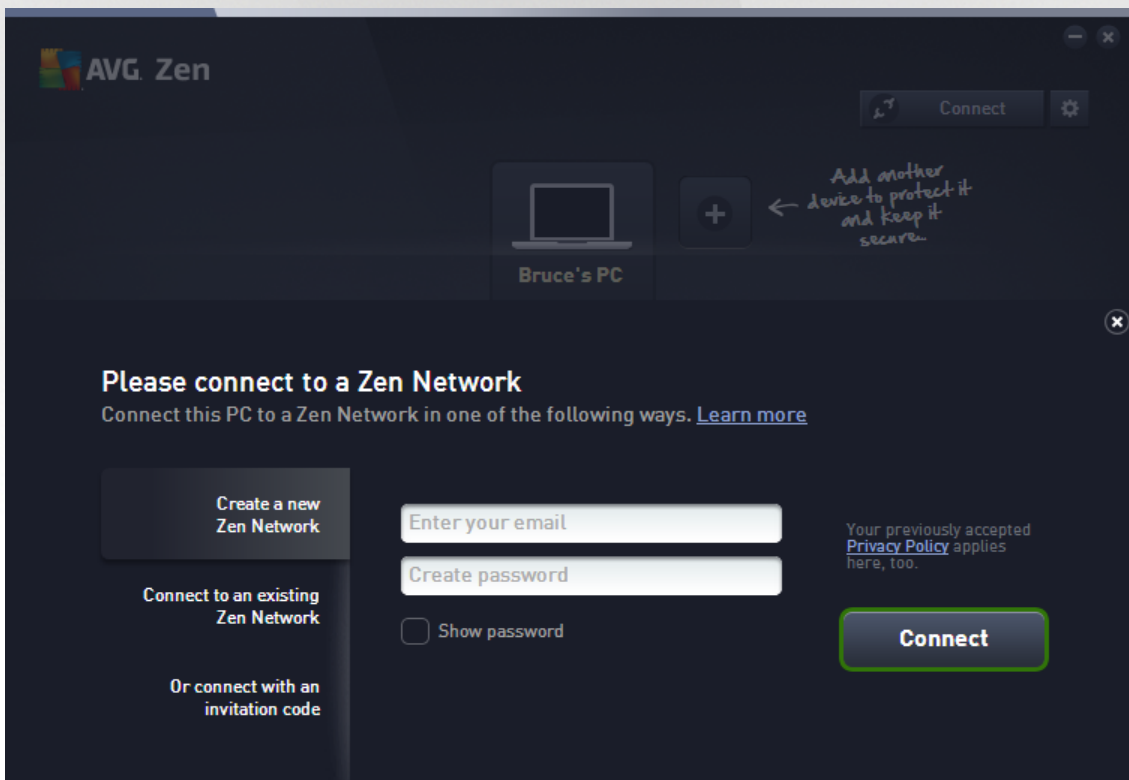 AVG. Zen
Connect
Add another
device to protect it
and keep it
secure
Bruce's PC
Please connect to a Zen Network
Connect this PC to a Zen Network in one of the following ways. Learn more
Create a new
Zen Network
Connect to an existing
Zen Network
Or connect with an
invitation code
Enter your email
Create password
Show password
Your previously accepted
Privacy Policy applies
here, too.
Connect